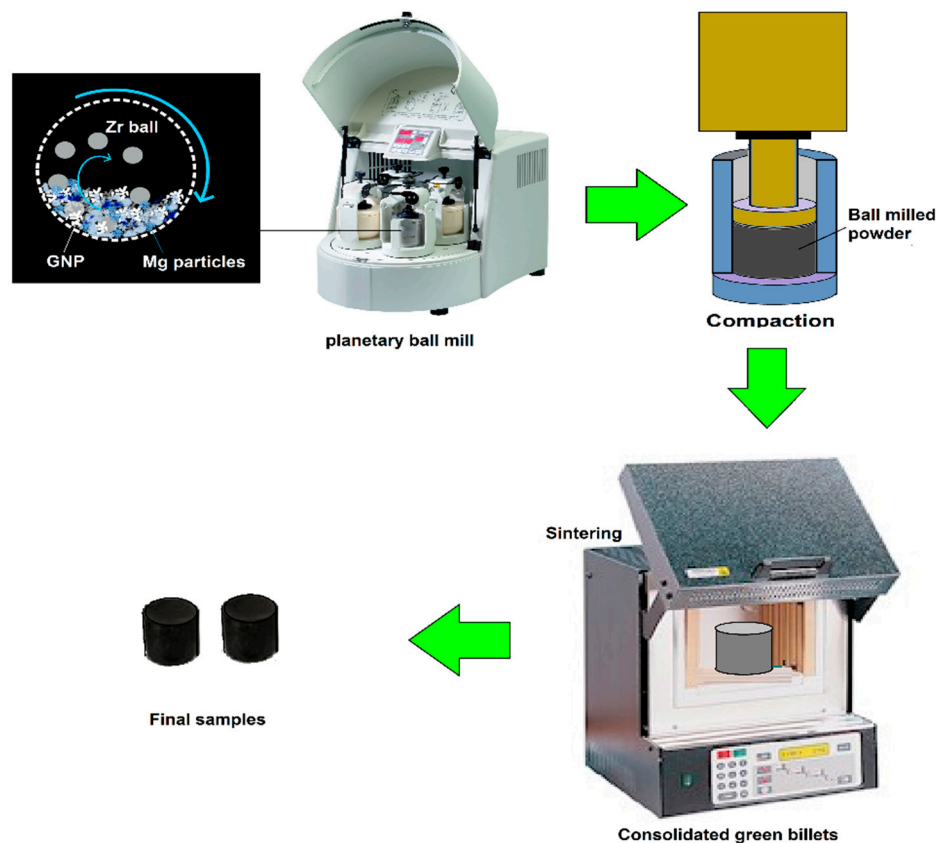 Zr ball
GNP
Mg particles
planetary ball mill
Ball milled
powder
Compaction
Sintering
Consolidated green billets
Final samples